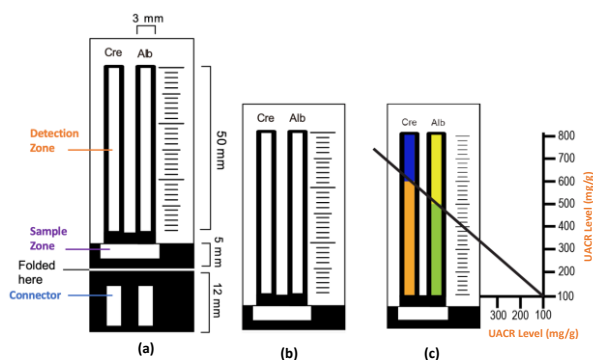 3 mm
Cre Alb
Detection
Zone
50 mm
Sample
Zone
5 mm
Folded
here
Connector
12 mm
(a)
Cre Alb
(b)
Cre Alb
(c)
800
700
600
500
400
300
200
100
UACR Level (mg/g)
300 200 100
UACR Level (mg/g)